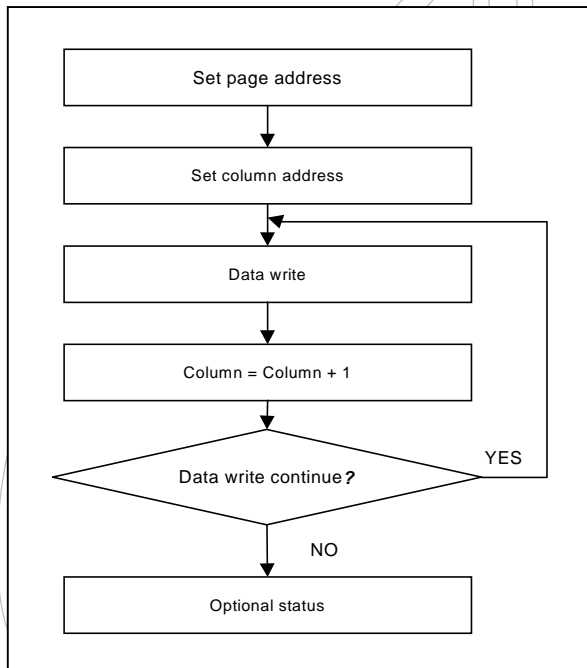 Set page address
Set column address
Data write
Column = Column + 1
Data write continue?
YES
NO
Optional status